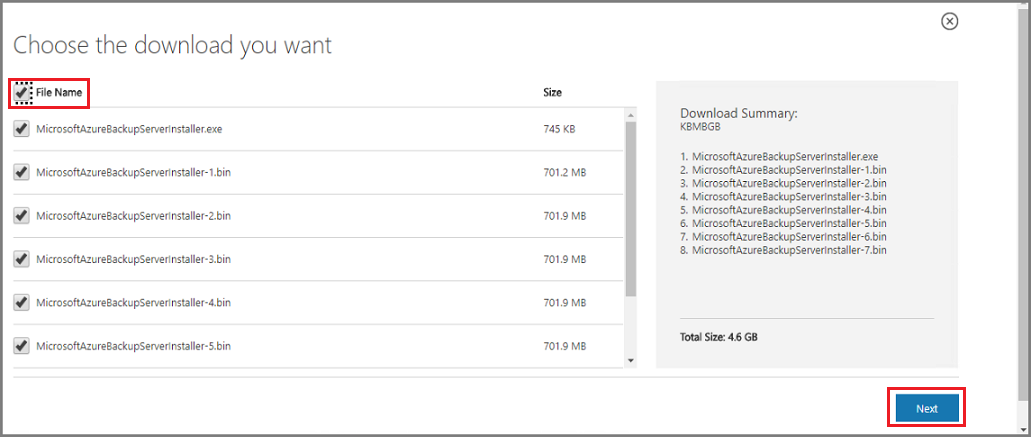 Choose the download you want
File Name Size
MicrosoftAzureBackupServerInstaller.exe 745 KB
MicrosoftAzureBackupServerInstaller-1.bin 701.2 MB
MicrosoftAzureBackupServerInstaller-2.bin 701.9 MB
MicrosoftAzureBackupServerInstaller-3.bin 701.9 MB
MicrosoftAzureBackupServerInstaller-4.bin 701.9 MB
MicrosoftAzureBackupServerInstaller-5.bin 701.9 MB
Download Summary:
KBMBGB
1. MicrosoftAzureBackupServerInstaller.exe
2. MicrosoftAzureBackupServerInstaller-1.bin
3. MicrosoftAzureBackupServerInstaller-2.bin
4. MicrosoftAzureBackupServerInstaller-3.bin
5. MicrosoftAzureBackupServerInstaller-4.bin
6. MicrosoftAzureBackupServerInstaller-5.bin
7. MicrosoftAzureBackupServerInstaller-6.bin
8. MicrosoftAzureBackupServerInstaller-7.bin
Total Size: 4.6 GB
Next